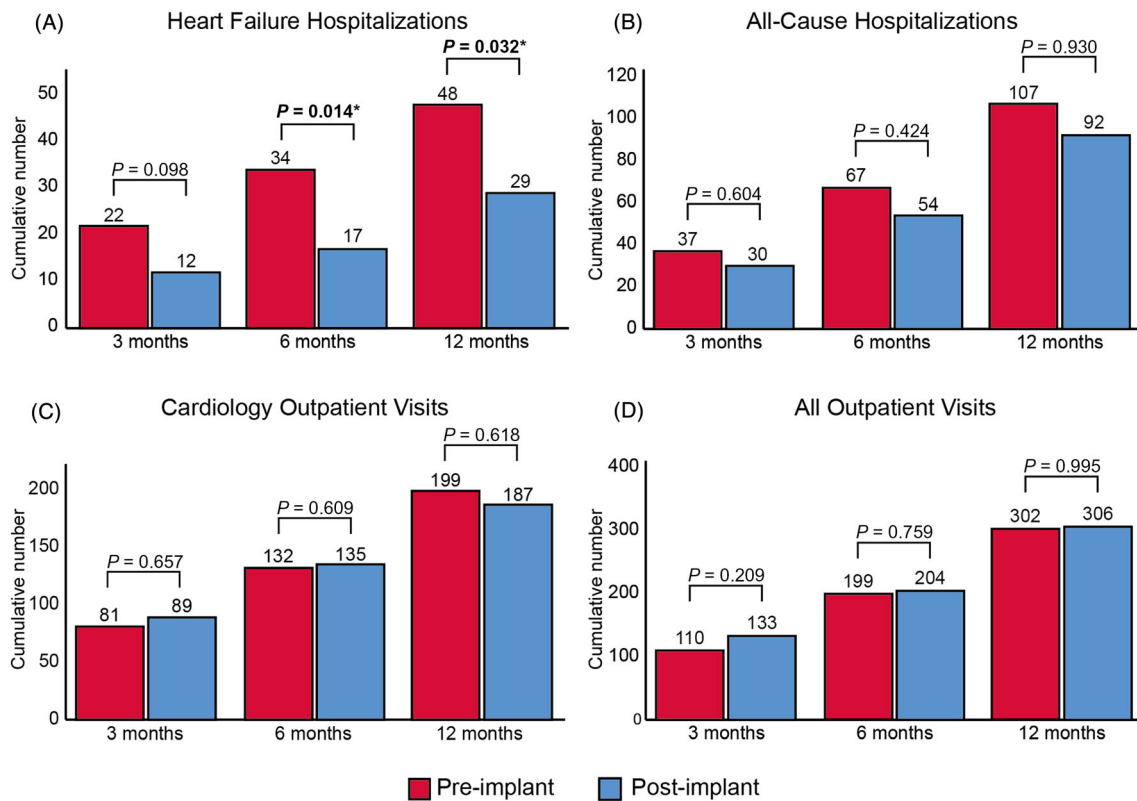 (A) Heart Failure Hospitalizations
P = 0.032*
P = 0.014*
P = 0.098
Cumulative number
50
40
30
20
10
0
22
12
34
17
48
29
3 months
6 months
12 months
(B) All-Cause Hospitalizations
P = 0.930
P = 0.424
P = 0.604
Cumulative number
120
100
80
60
40
20
0
37
30
67
54
107
92
3 months
6 months
12 months
(C) Cardiology Outpatient Visits
P = 0.618
P = 0.609
P = 0.657
Cumulative number
200
150
100
50
0
81
89
132
135
199
187
3 months
6 months
12 months
(D) All Outpatient Visits
P = 0.995
P = 0.759
P = 0.209
Cumulative number
400
300
200
100
0
110
133
199
204
302
306
3 months
6 months
12 months
Pre-implant
Post-implant